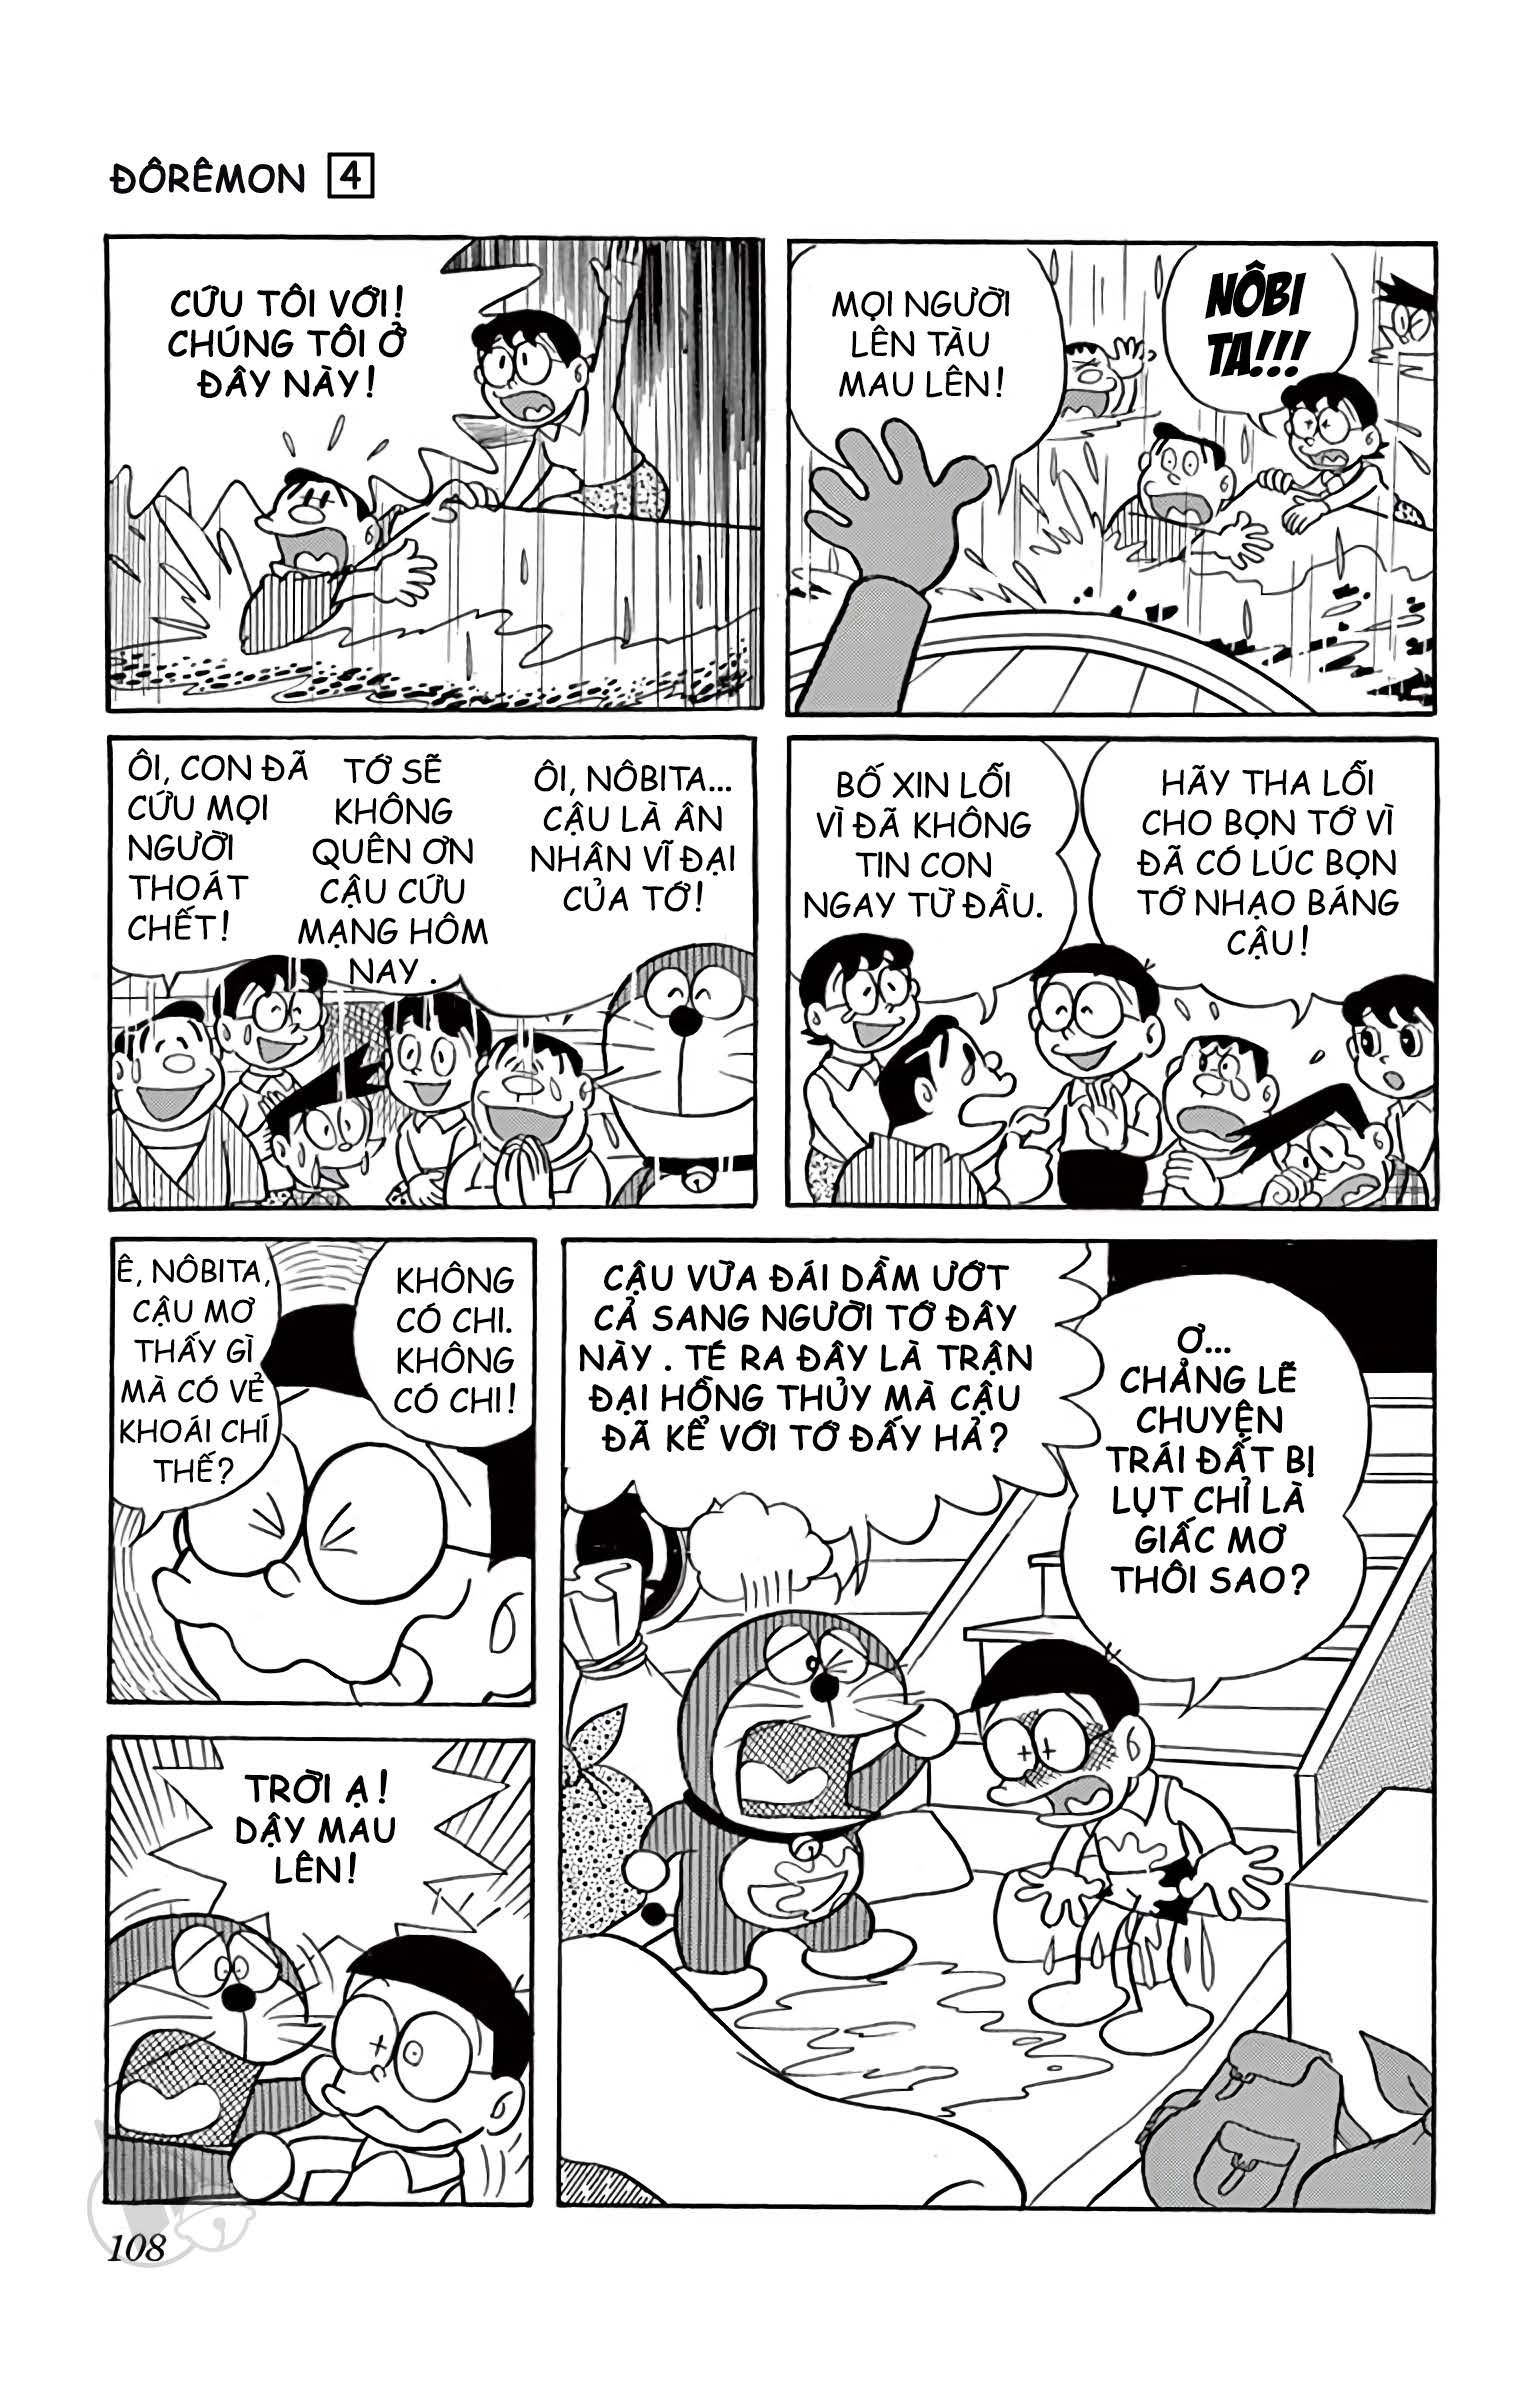 ĐÔRÊMON 4
CỨU TÔI VỚI!
CHÚNG TÔI Ở
ĐÂY NÀY!
MỌI NGƯỜI
LÊN TÀU
MAU LÊN!
NÔBI
TA!!!
ÔI, CON ĐÃ
CỨU MỌI
NGƯỜI
THOÁT
CHẾT!
TỚ SẼ
KHÔNG
QUÊN ƠN
CẬU CỨU
MẠNG HÔM
NAY.
ÔI, NÔBITA...
CẬU LÀ ÂN
NHÂN VĨ ĐẠI
CỦA TỚ!
BỐ XIN LỖI
VÌ ĐÃ KHÔNG
TIN CON
NGAY TỪ ĐẦU.
HÃY THA LỖI
CHO BỌN TỚ VÌ
ĐÃ CÓ LÚC BỌN
TỚ NHẠO BÁNG
CẬU!
Ê, NÔBITA,
CẬU MƠ
THẤY GÌ
MÀ CÓ VẺ
KHOÁI CHÍ
THẾ?
KHÔNG
CÓ CHI.
KHÔNG
CÓ CHI!
TRỜI Ạ!
DẬY MAU
LÊN!
CẬU VỪA ĐÁI DẦM ƯỚT
CẢ SANG NGƯỜI TỚ ĐÂY
NÀY. TÉ RA ĐÂY LÀ TRẬN
ĐẠI HỒNG THỦY MÀ CẬU
ĐÃ KỂ VỚI TỚ ĐẤY HẢ?
Ơ...
CHẲNG LẼ
CHUYỆN
TRÁI ĐẤT BỊ
LỤT CHỈ LÀ
GIẤC MƠ
THÔI SAO?
108